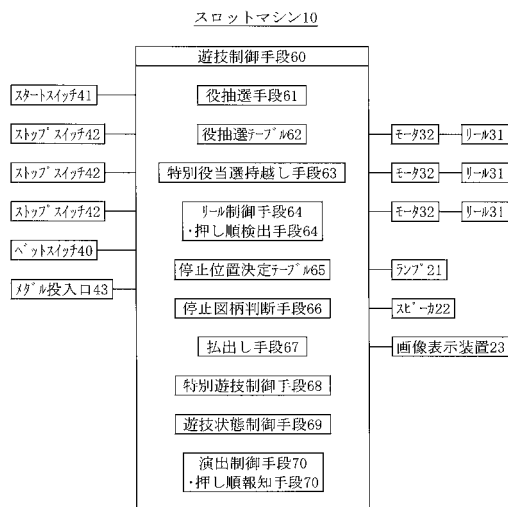 スロットマシン10
遊技制御手段60
スタートスイッチ41
ストップスイッチ42
ストップスイッチ42
ストップスイッチ42
ベットスイッチ40
メダル投入口43
役抽選手段61
役抽選テーブル62
特別役当選持越し手段63
リール制御手段64
・押し順検出手段64
停止位置決定テーブル65
停止図柄判断手段66
払出し手段67
特別遊技制御手段68
遊技状態制御手段69
演出制御手段70
・押し順報知手段70
モータ32
リール31
モータ32
リール31
モータ32
リール31
ランプ21
スピーカ22
画像表示装置23